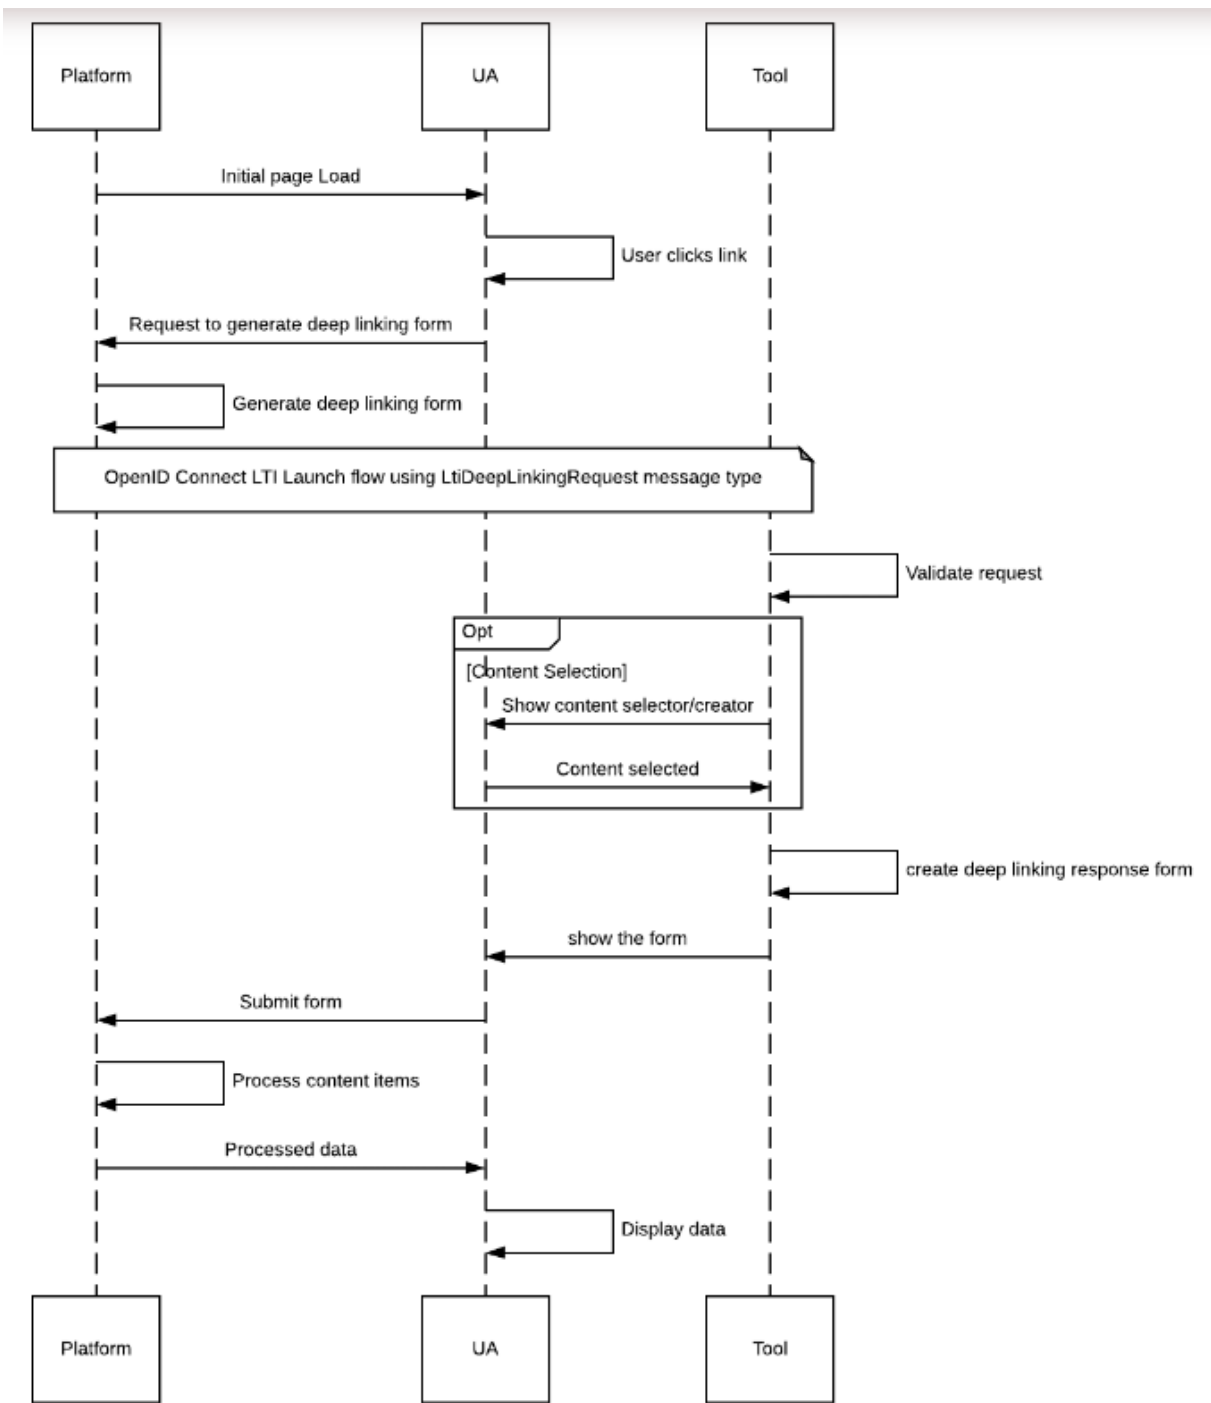 Platform
UA
Tool
Initial page Load
User clicks link
Request to generate deep linking form
Generate deep linking form
OpenID Connect LTI Launch flow using LtiDeepLinkingRequest message type
Validate request
Opt
[Content Selection]
Show content selector/creator
Content selected
create deep linking response form
show the form
Submit form
Process content items
Processed data
Display data
Platform
UA
Tool